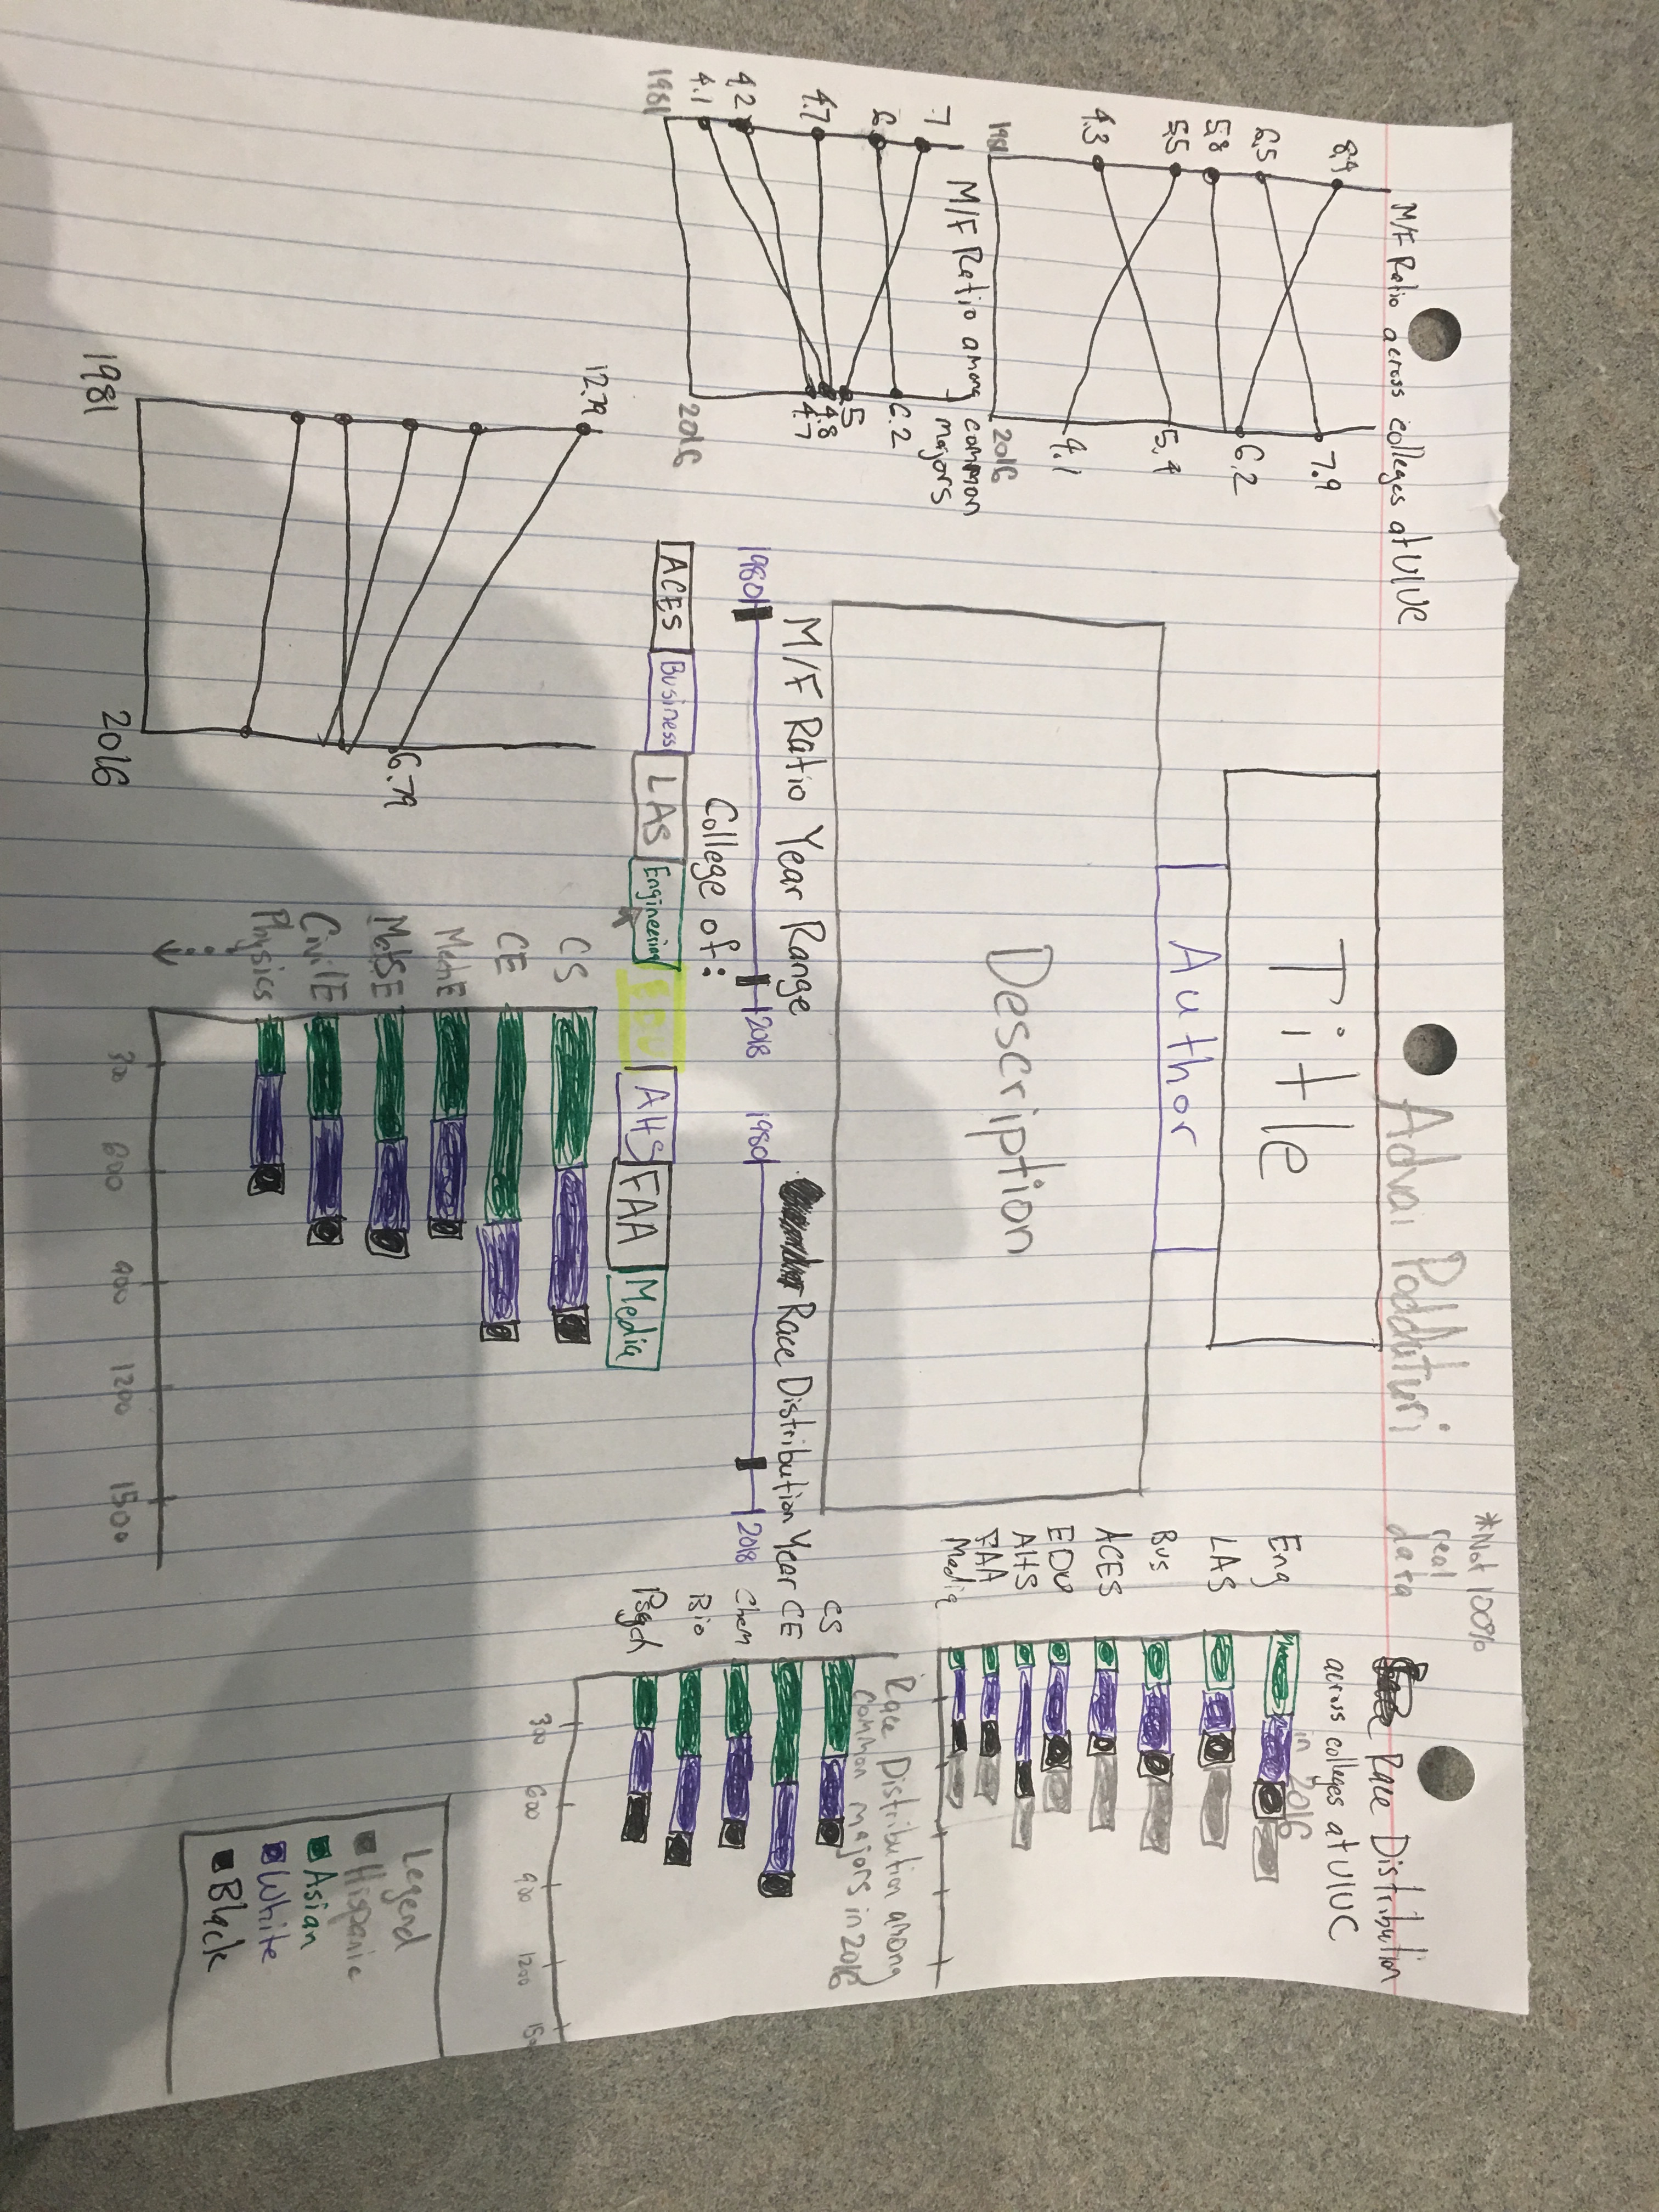 M/F Ratio across colleges at UIUC
8.4
6.5
5.8
5.5
4.3
7.9
6.2
5.4
4.1
1981
2016
M/F Ratio among common
majors
7
6
4.7
4.2
4.1
6.2
5
4.8
4.7
1981
2016
Advai Poddaturi
Title
Author
Description
*Not 100%
real
data
Race Distribution
across colleges at UIUC
in 2016
Eng
LAS
Bus
ACES
EDU
AHS
FAA
Media
Race Distribution among
common majors in 2016
CS
CE
Chem
Bio
Psych
300 600 900 1200
M/F Ratio Year Range
1980 2018
Race Distribution Year
1980 2018
College of:
ACES Business LAS Engineering EDU AHS FAA Media
12.79
6.79
1981
2016
CS
CE
MechE
MatSE
CivilE
Physics
300 600 900 1200 1500
Legend
Hispanic
Asian
White
Black